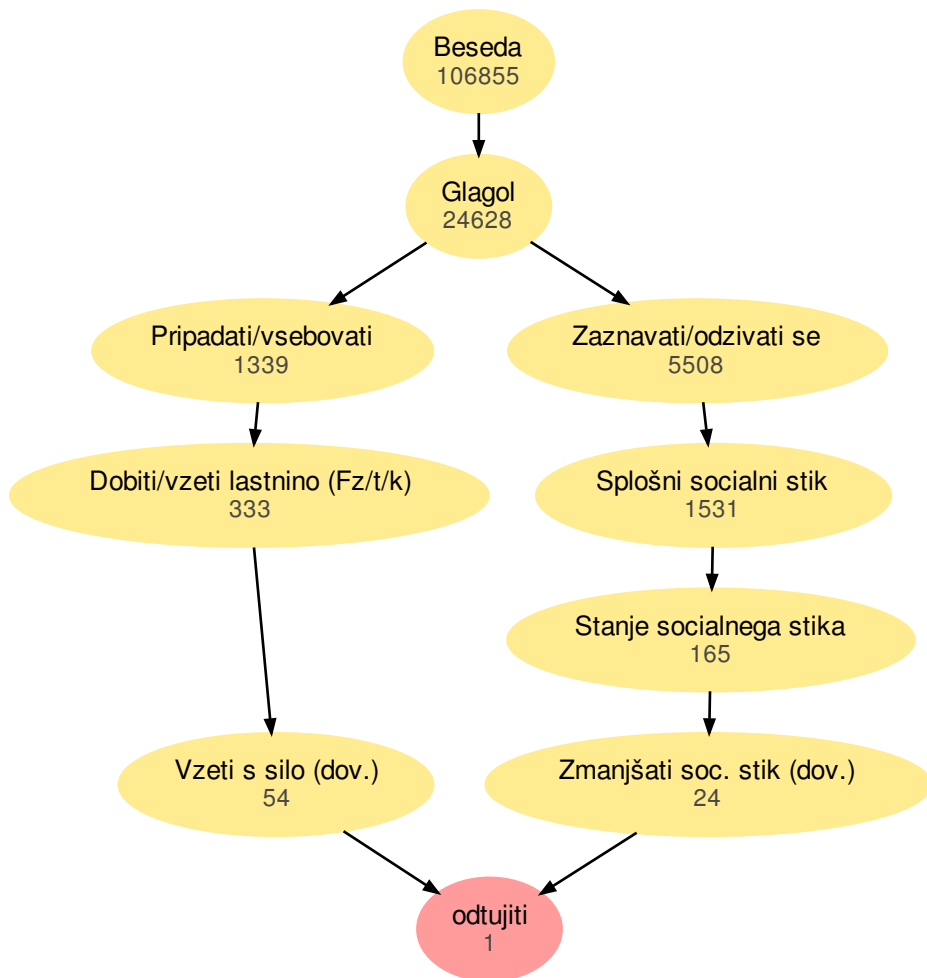 Beseda
106855
Glagol
24628
Pripadati/vsebovati
1339
Zaznavati/odzivati se
5508
Dobiti/vzeti lastnino (Fz/t/k)
333
Splošni socialni stik
1531
Stanje socialnega stika
165
Vzeti s silo (dov.)
54
Zmanjšati soc. stik (dov.)
24
odtujiti
1